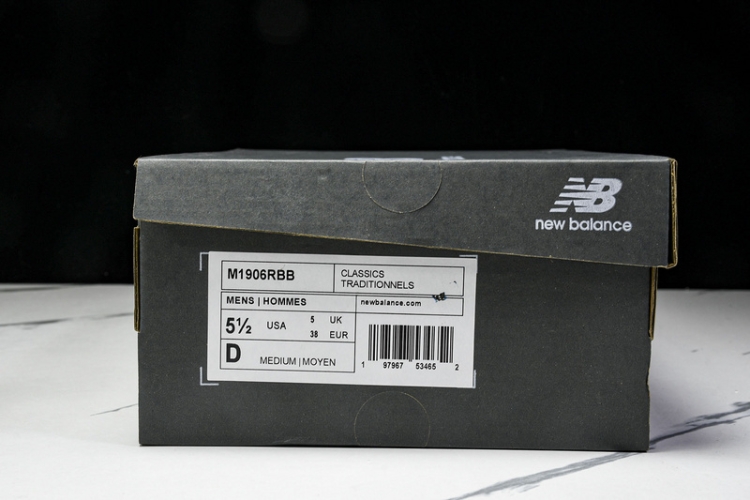 NB
new balance
M1906RBB
CLASSICS
TRADITIONNELS
MENS | HOMMES
newbalance.com
5½ USA 5 UK
38 EUR
D MEDIUM | MOYEN
1 97967 53465 2